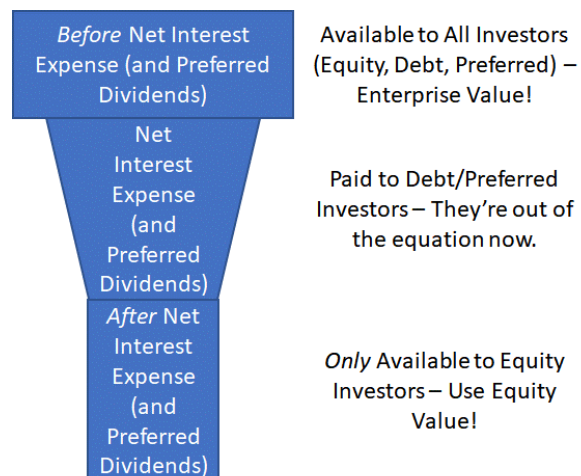 Before Net Interest
Expense (and Preferred
Dividends)
Available to All Investors
(Equity, Debt, Preferred) –
Enterprise Value!
Net
Interest
Expense
(and
Preferred
Dividends)
Paid to Debt/Preferred
Investors – They're out of
the equation now.
After Net
Interest
Expense
(and
Preferred
Dividends)
Only Available to Equity
Investors – Use Equity
Value!